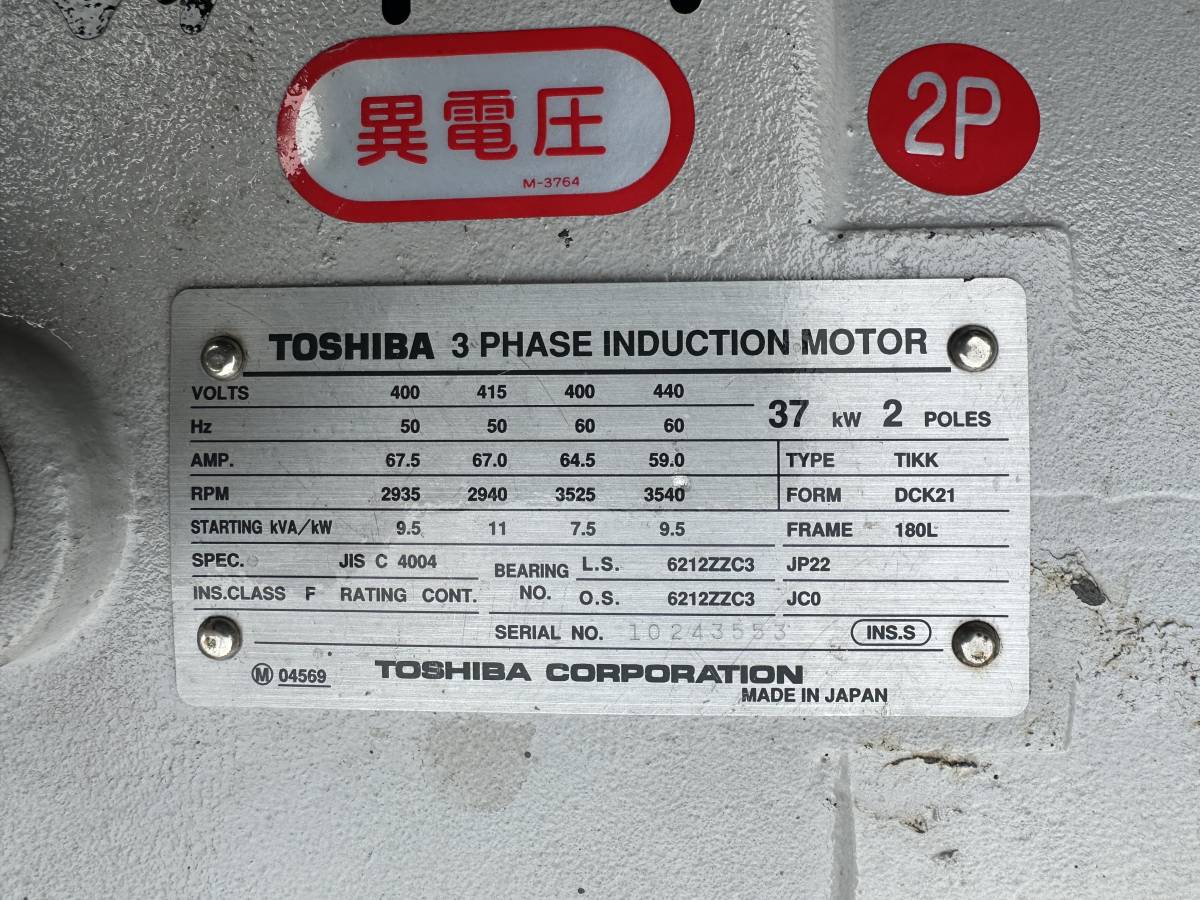 異電圧
M-3764
2P
TOSHIBA 3 PHASE INDUCTION MOTOR
VOLTS 400 415 400 440
37 kW 2 POLES
Hz 50 50 60 60
AMP. 67.5 67.0 64.5 59.0 TYPE TIKK
RPM 2935 2940 3525 3540 FORM DCK21
STARTING kVA/kW 9.5 11 7.5 9.5 FRAME 180L
SPEC. JIS C 4004 BEARING NO. L.S. 6212ZZC3 JP22
INS.CLASS F RATING CONT. O.S. 6212ZZC3 JC0
SERIAL NO. 10243553 INS.S
Ⓜ 04569 TOSHIBA CORPORATION
MADE IN JAPAN